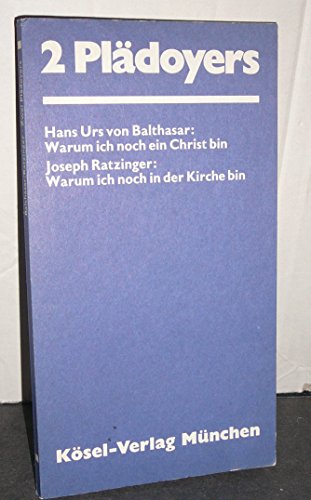 2 Plädoyers
Hans Urs von Balthasar:
Warum ich noch ein Christ bin
Joseph Ratzinger:
Warum ich noch in der Kirche bin
Kösel-Verlag München